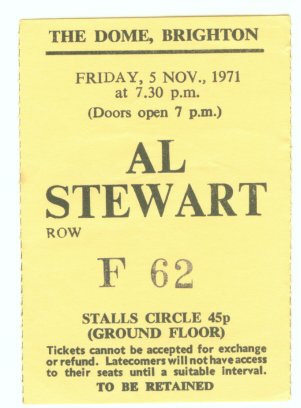 THE DOME, BRIGHTON
FRIDAY, 5 NOV., 1971
at 7.30 p.m.
(Doors open 7 p.m.)
AL
STEWART
ROW
F 62
STALLS CIRCLE 45p
(GROUND FLOOR)
Tickets cannot be accepted for exchange
or refund. Latecomers will not have access
to their seats until a suitable interval.
TO BE RETAINED